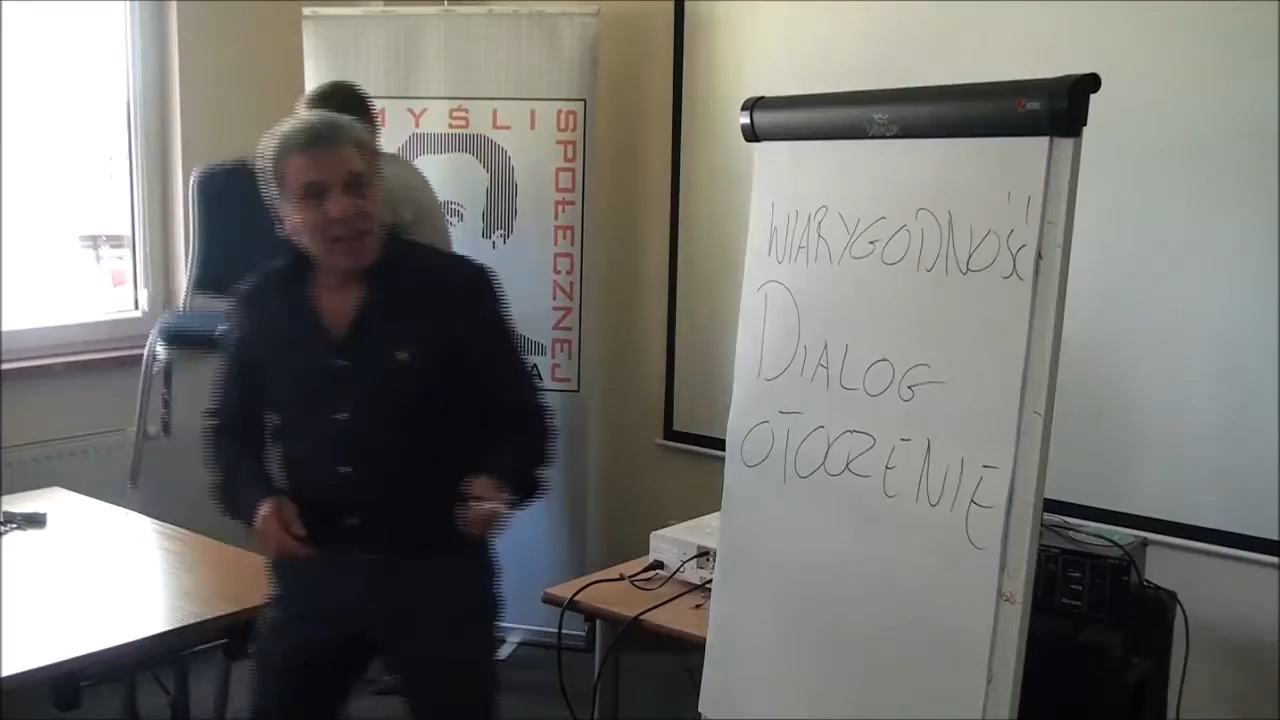 MYŚLI
SPOŁECZNEJ
WIARYGODNOŚĆ
DIALOG
OTOCZENIE